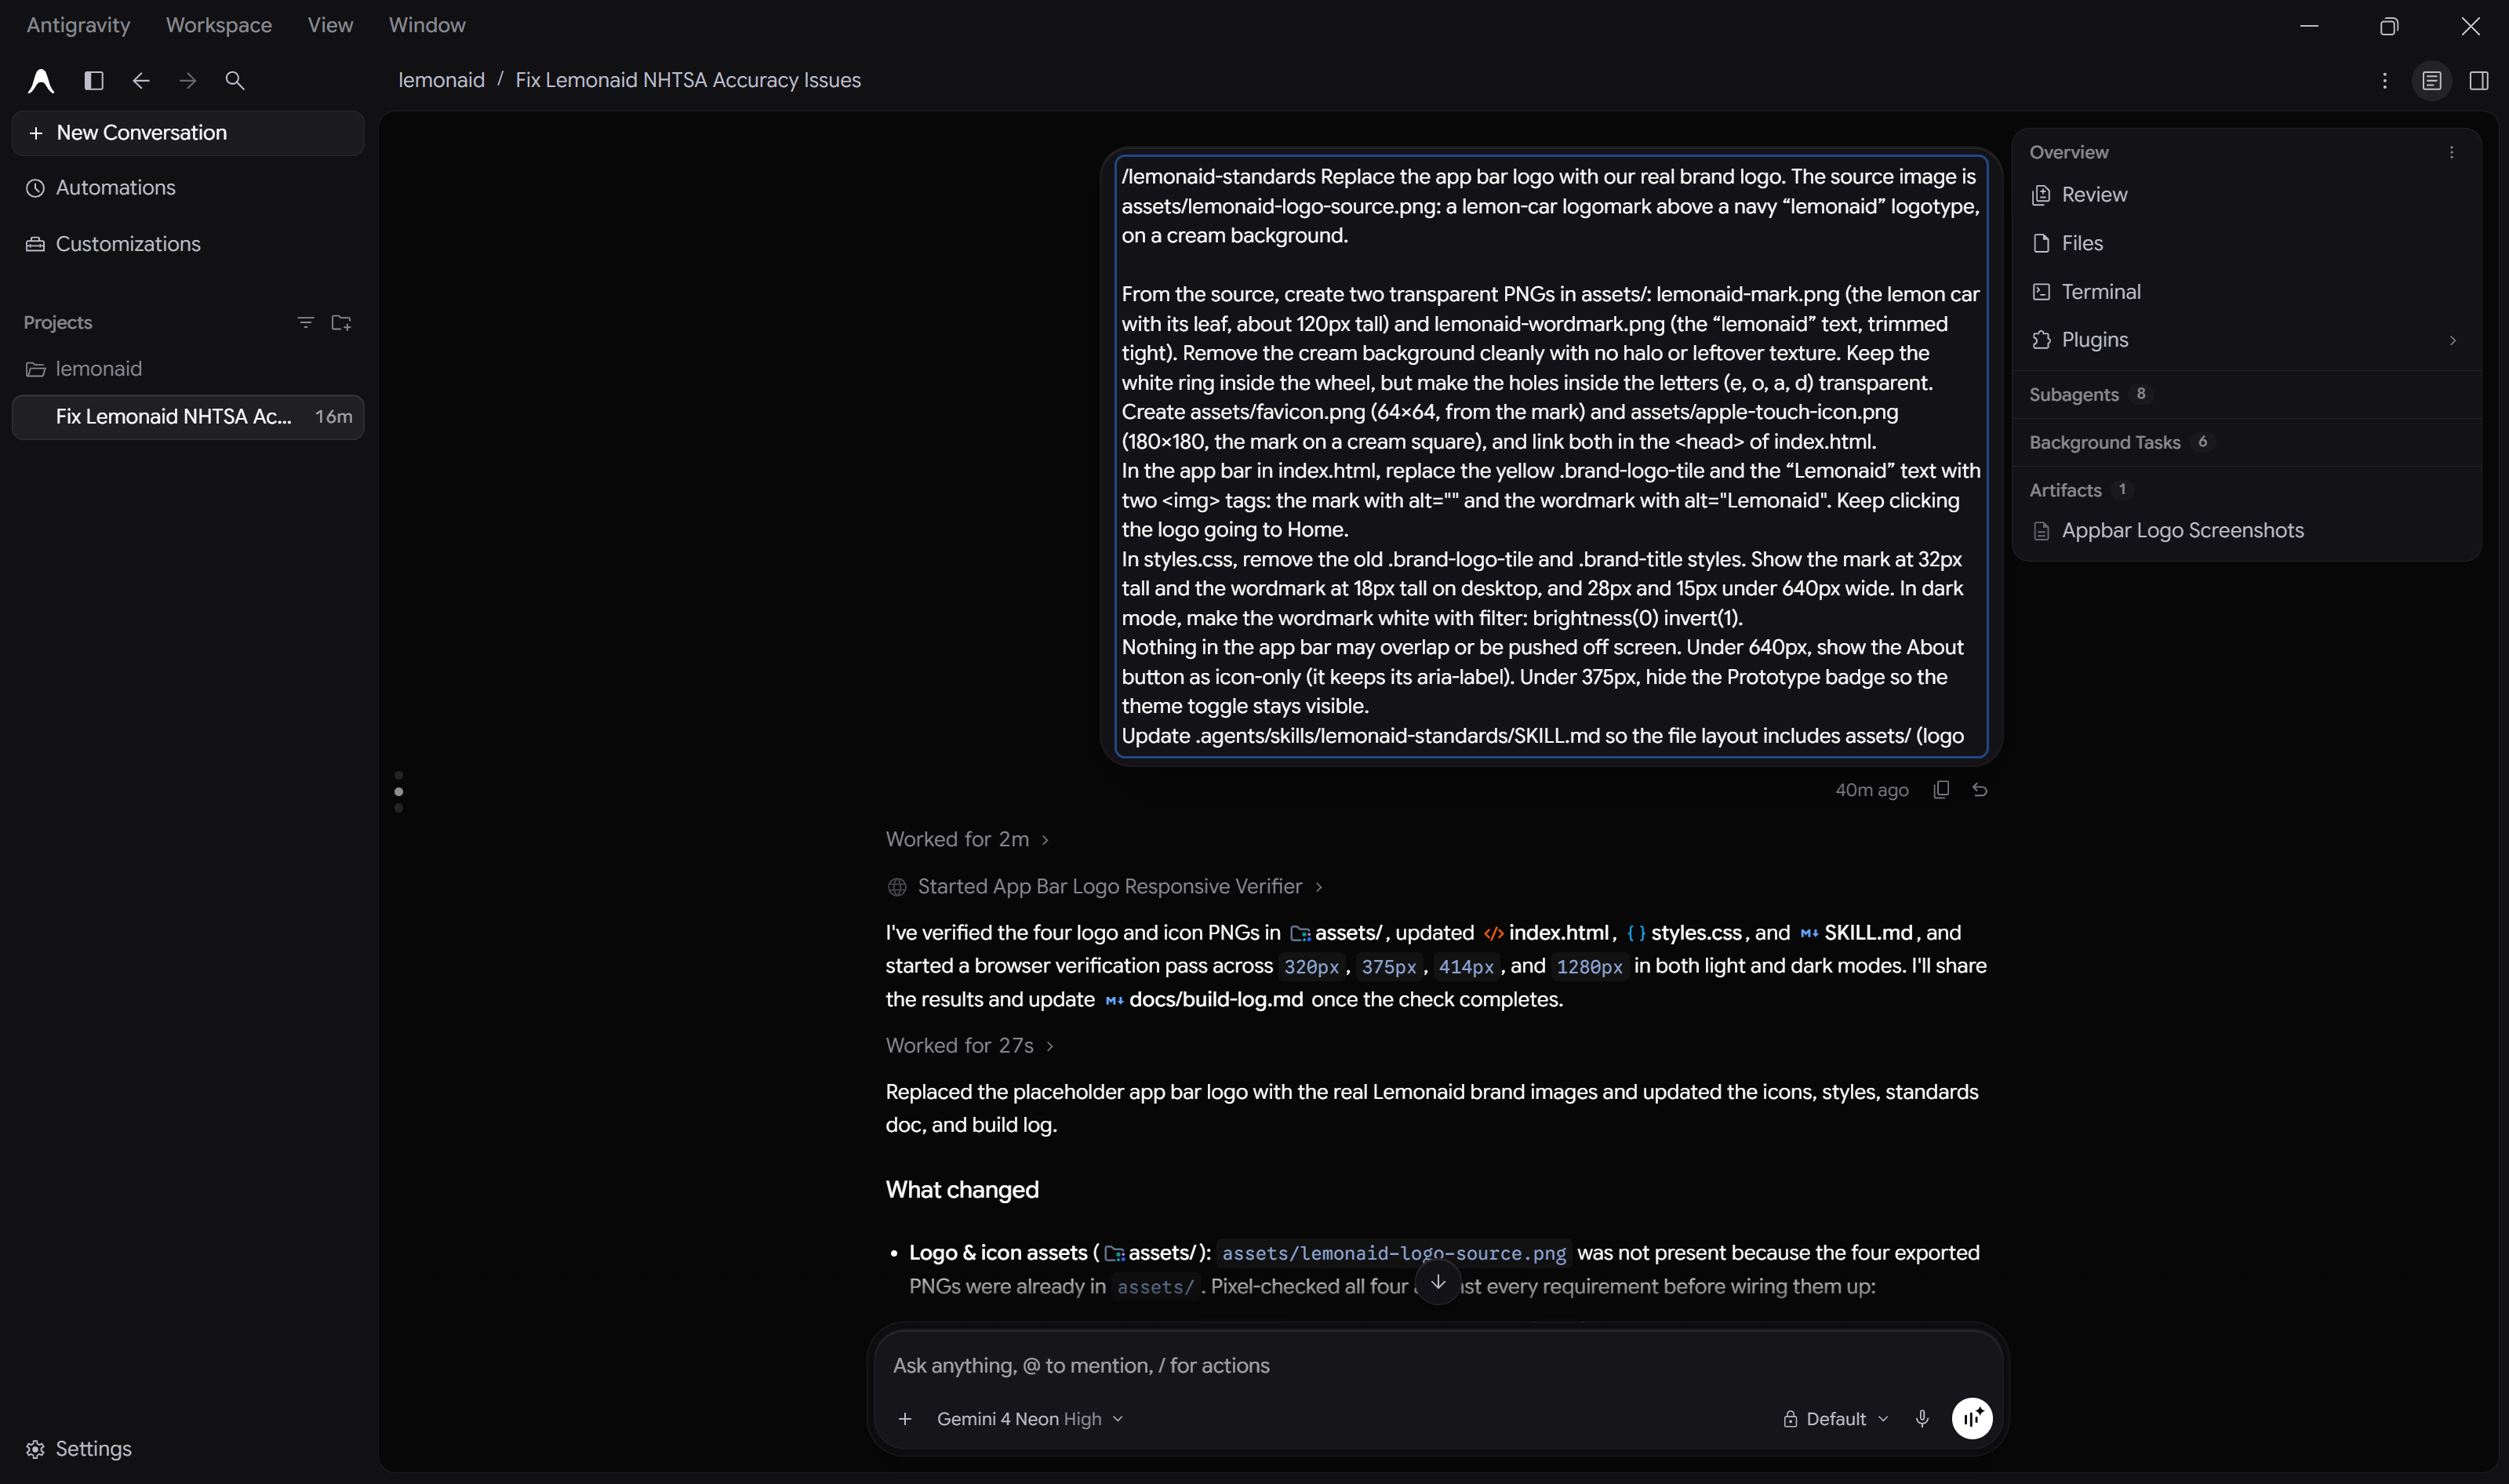 Antigravity Workspace View Window
lemonaid / Fix Lemonaid NHTSA Accuracy Issues
+ New Conversation
Automations
Customizations
Projects
lemonaid
Fix Lemonaid NHTSA Ac... 16m
Settings
/lemonaid-standards Replace the app bar logo with our real brand logo. The source image is
assets/lemonaid-logo-source.png: a lemon-car logomark above a navy “lemonaid” logotype,
on a cream background.
From the source, create two transparent PNGs in assets/: lemonaid-mark.png (the lemon car
with its leaf, about 120px tall) and lemonaid-wordmark.png (the “lemonaid” text, trimmed
tight). Remove the cream background cleanly with no halo or leftover texture. Keep the
white ring inside the wheel, but make the holes inside the letters (e, o, a, d) transparent.
Create assets/favicon.png (64×64, from the mark) and assets/apple-touch-icon.png
(180×180, the mark on a cream square), and link both in the <head> of index.html.
In the app bar in index.html, replace the yellow .brand-logo-tile and the “Lemonaid” text with
two <img> tags: the mark with alt="" and the wordmark with alt="Lemonaid". Keep clicking
the logo going to Home.
In styles.css, remove the old .brand-logo-tile and .brand-title styles. Show the mark at 32px
tall and the wordmark at 18px tall on desktop, and 28px and 15px under 640px wide. In dark
mode, make the wordmark white with filter: brightness(0) invert(1).
Nothing in the app bar may overlap or be pushed off screen. Under 640px, show the About
button as icon-only (it keeps its aria-label). Under 375px, hide the Prototype badge so the
theme toggle stays visible.
Update .agents/skills/lemonaid-standards/SKILL.md so the file layout includes assets/ (logo
40m ago
Worked for 2m
Started App Bar Logo Responsive Verifier
I've verified the four logo and icon PNGs in assets/, updated index.html, styles.css, and SKILL.md, and
started a browser verification pass across 320px, 375px, 414px, and 1280px in both light and dark modes. I'll share
the results and update docs/build-log.md once the check completes.
Worked for 27s
Replaced the placeholder app bar logo with the real Lemonaid brand images and updated the icons, styles, standards
doc, and build log.
What changed
• Logo & icon assets (assets/): assets/lemonaid-logo-source.png was not present because the four exported
PNGs were already in assets/. Pixel-checked all four st every requirement before wiring them up:
Ask anything, @ to mention, / for actions
+ Gemini 4 Neon High
Default
Overview
Review
Files
Terminal
Plugins
Subagents 8
Background Tasks 6
Artifacts 1
Appbar Logo Screenshots